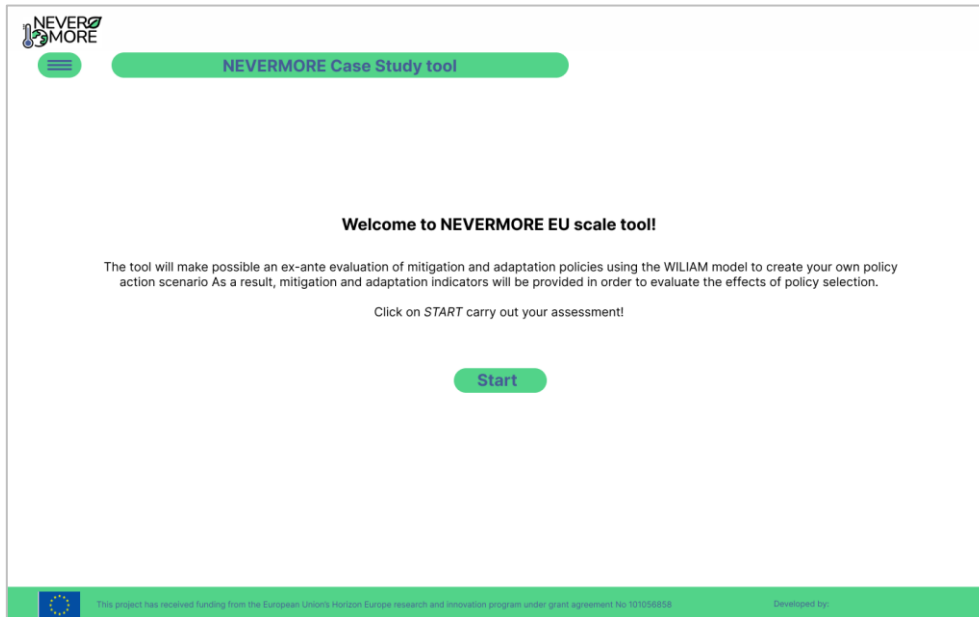 NEVER
MORE
NEVERMORE Case Study tool
Welcome to NEVERMORE EU scale tool!
The tool will make possible an ex-ante evaluation of mitigation and adaptation policies using the WILIAM model to create your own policy
action scenario As a result, mitigation and adaptation indicators will be provided in order to evaluate the effects of policy selection.
Click on START carry out your assessment!
Start
This project has received funding from the European Union's Horizon Europe research and innovation program under grant agreement No 101056858
Developed by: